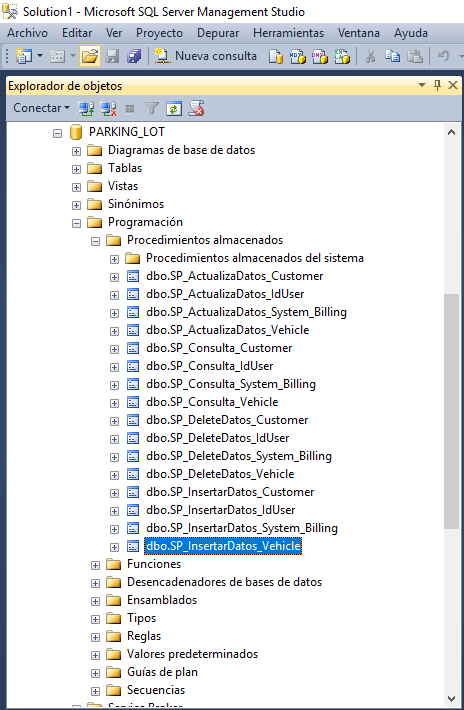 Solution1 - Microsoft SQL Server Management Studio
Archivo Editar Ver Proyecto Depurar Herramientas Ventana Ayuda
Nueva consulta
Explorador de objetos
Conectar
PARKING_LOT
Diagramas de base de datos
Tablas
Vistas
Sinónimos
Programación
Procedimientos almacenados
Procedimientos almacenados del sistema
dbo.SP_ActualizaDatos_Customer
dbo.SP_ActualizaDatos_IdUser
dbo.SP_ActualizaDatos_System_Billing
dbo.SP_ActualizaDatos_Vehicle
dbo.SP_Consulta_Customer
dbo.SP_Consulta_IdUser
dbo.SP_Consulta_System_Billing
dbo.SP_Consulta_Vehicle
dbo.SP_DeleteDatos_Customer
dbo.SP_DeleteDatos_IdUser
dbo.SP_DeleteDatos_System_Billing
dbo.SP_DeleteDatos_Vehicle
dbo.SP_InsertarDatos_Customer
dbo.SP_InsertarDatos_IdUser
dbo.SP_InsertarDatos_System_Billing
dbo.SP_InsertarDatos_Vehicle
Funciones
Desencadenadores de bases de datos
Ensamblados
Tipos
Reglas
Valores predeterminados
Guías de plan
Secuencias
Service Broker